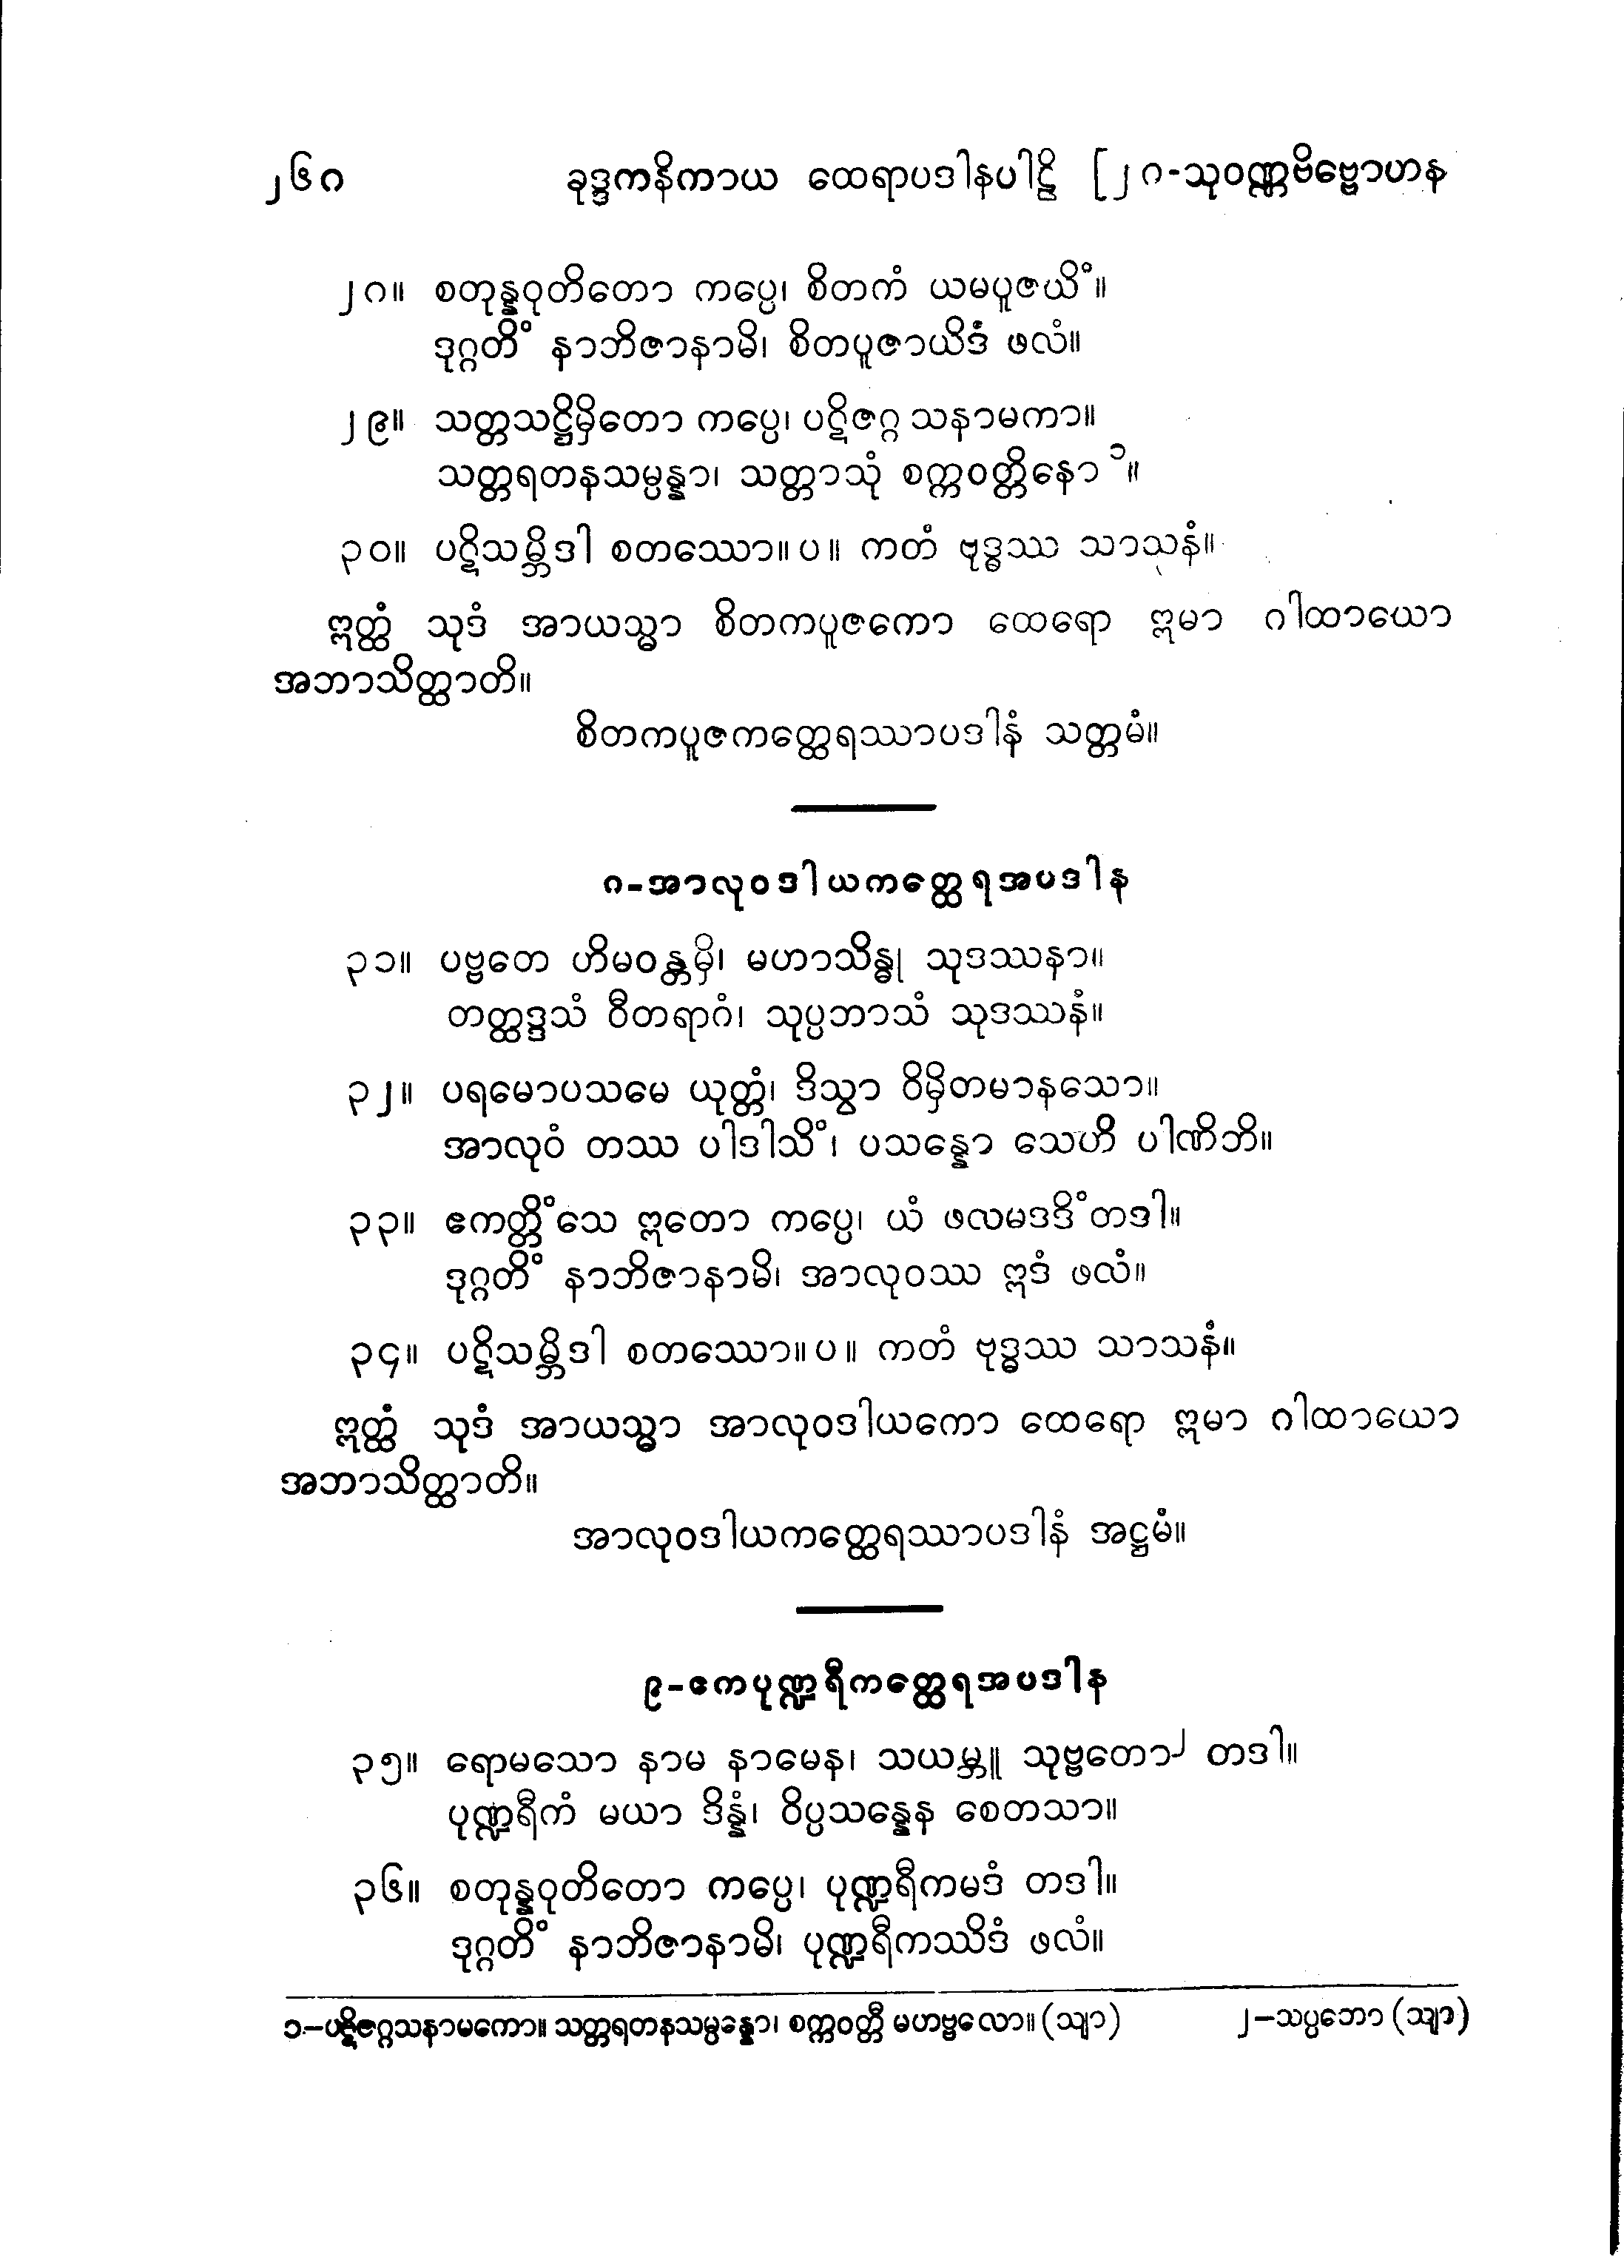 ၂၆၈ ခုဒ္ဒကနိကာယ ထေရာပဒါနပါဠိ [၂၈-သုဝဏ္ဏဗိဗ္ဗောဟန
၂၈။ စတုန္နဝုတိတော ကပ္ပေ၊ စိတကံ ယမပူဇယိံ။
ဒုဂ္ဂတိံ နာဘိဇာနာမိ၊ စိတပူဇာယိဒံ ဖလံ။
၂၉။ သတ္တသဋ္ဌိမှိတော ကပ္ပေ၊ ပဋိဇဂ္ဂ သနာမကာ။
သတ္တရတနသမ္ပန္နာ၊ သတ္တာသုံ စက္ကဝတ္တိနော ၁။
၃၀။ ပဋိသမ္ဘိဒါ စတဿော။ ပ။ ကတံ ဗုဒ္ဓဿ သာသနံ။
ဣတ္ထံ သုဒံ အာယသ္မာ စိတကပူဇကော ထေရော ဣမာ ဂါထာယော
အဘာသိတ္ထာတိ။
စိတကပူဇကတ္ထေရဿာပဒါနံ သတ္တမံ။
၈-အာလုဝဒါယကတ္ထေရအပဒါန
၃၁။ ပဗ္ဗတေ ဟိမဝန္တမှိ၊ မဟာသိန္ဓု သုဒဿနာ။
တတ္ထဒ္ဒသံ ဝီတရာဂံ၊ သုပ္ပဘာသံ သုဒဿနံ။
၃၂။ ပရမောပသမေ ယုတ္တံ၊ ဒိသွာ ဝိမှိတမာနသော။
အာလုဝံ တဿ ပါဒါသိံ၊ ပသန္နော သေဟိ ပါဏိဘိ။
၃၃။ ဧကတ္တိံသေ ဣတော ကပ္ပေ၊ ယံ ဖလမဒဒိံ တဒါ။
ဒုဂ္ဂတိံ နာဘိဇာနာမိ၊ အာလုဝဿ ဣဒံ ဖလံ။
၃၄။ ပဋိသမ္ဘိဒါ စတဿော။ ပ။ ကတံ ဗုဒ္ဓဿ သာသနံ။
ဣတ္ထံ သုဒံ အာယသ္မာ အာလုဝဒါယကော ထေရော ဣမာ ဂါထာယော
အဘာသိတ္ထာတိ။
အာလုဝဒါယကတ္ထေရဿာပဒါနံ အဋ္ဌမံ။
၉-ဧကပုဏ္ဍရီကတ္ထေရအပဒါန
၃၅။ ရောမသော နာမ နာမေန၊ သယမ္ဘူ သုဗ္ဗတော၂ တဒါ။
ပုဏ္ဍရီကံ မယာ ဒိန္နံ၊ ဝိပ္ပသန္နေန စေတသာ။
၃၆။ စတုန္နဝုတိတော ကပ္ပေ၊ ပုဏ္ဍရီကမဒံ တဒါ။
ဒုဂ္ဂတိံ နာဘိဇာနာမိ၊ ပုဏ္ဍရီကဿိဒံ ဖလံ။
၁-ပဋိဇဂ္ဂသနာမကော။ သတ္တရတနသမ္ပန္နော၊ စက္ကဝတ္တီ မဟဗ္ဗလော။ (သျာ) ၂-သပ္ပဘော (သျာ)